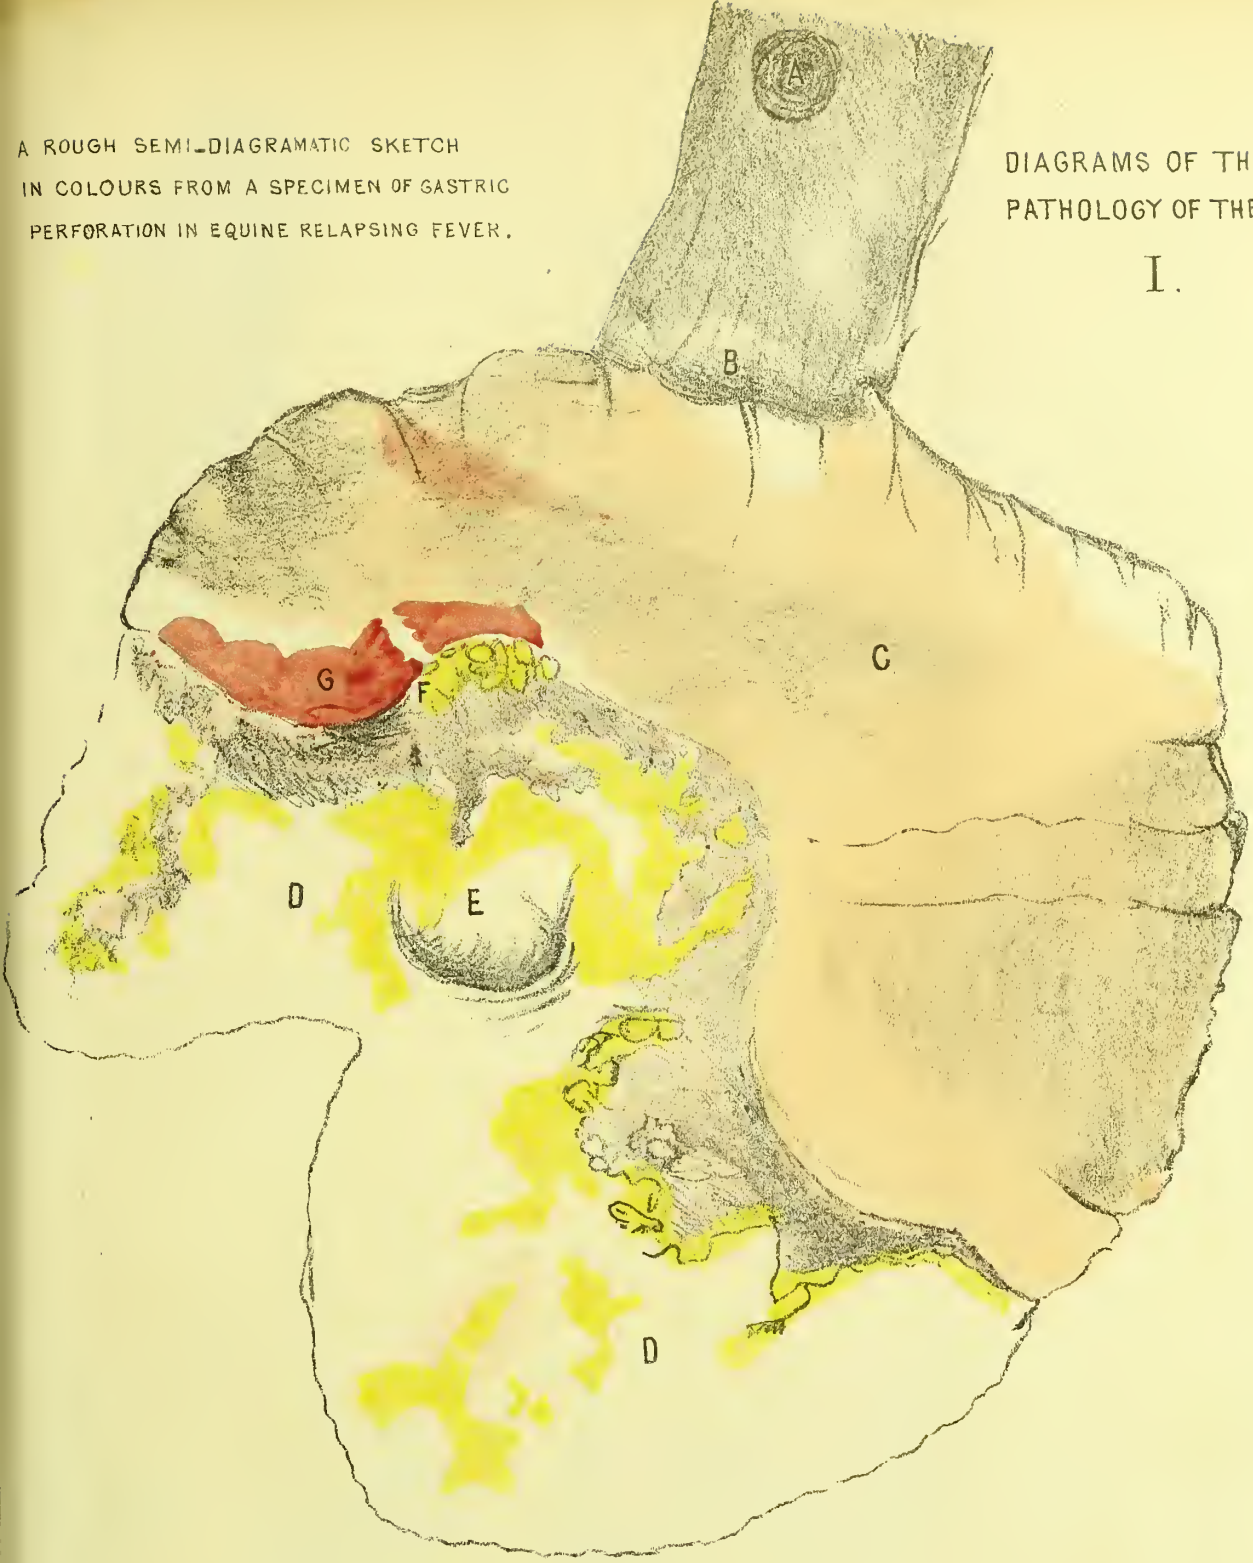 A ROUGH SEMI-DIAGRAMATIC SKETCH
IN COLOURS FROM A SPECIMEN OF GASTRIC
PERFORATION IN EQUINE RELAPSING FEVER.
DIAGRAMS OF TH
PATHOLOGY OF THE
I.
A
B
C
G
F
D
E
D